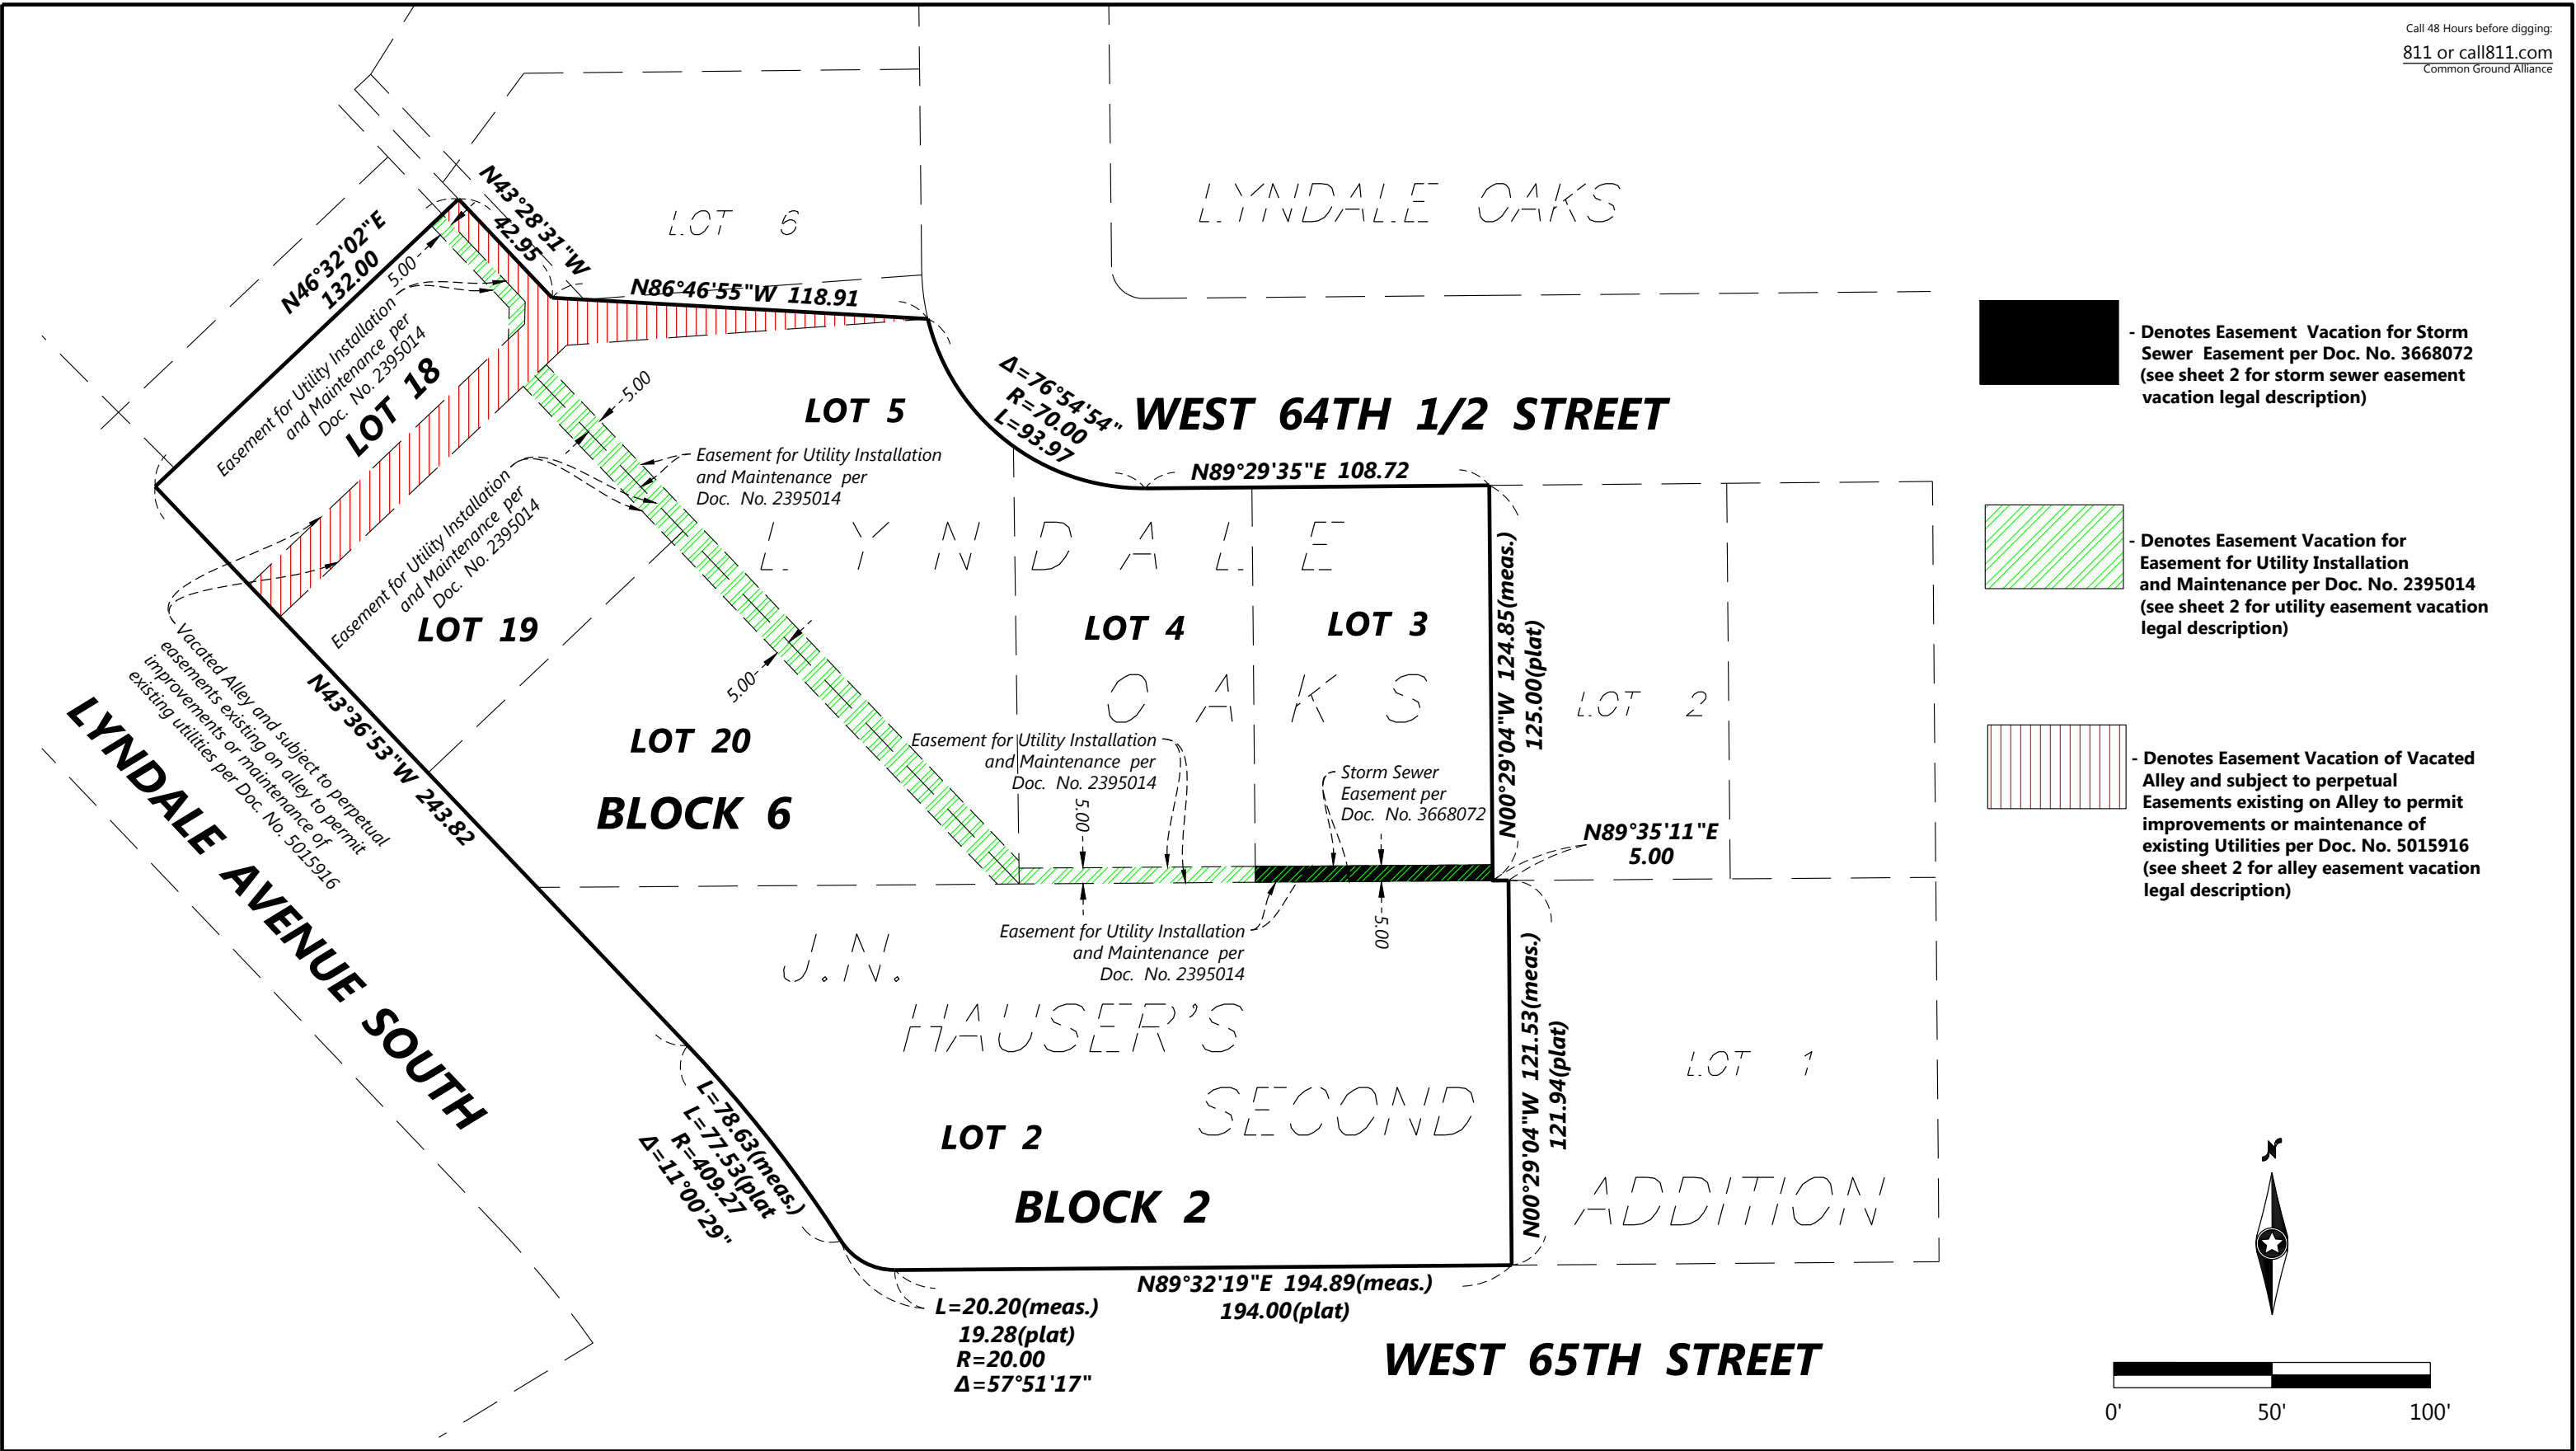 Call 48 Hours before digging:
811 or call811.com
Common Ground Alliance
LYNDALE OAKS
LOT 6
N43°28'31"W
42.95
N46°32'02"E
132.00
5.00
N86°46'55"W 118.91
Easement for Utility Installation
and Maintenance per
Doc. No. 2395014
LOT 18
5.00
LOT 5
Δ=76°54'54"
R=70.00
L=93.97
WEST 64TH 1/2 STREET
N89°29'35"E 108.72
Easement for Utility Installation
and Maintenance per
Doc. No. 2395014
Easement for Utility Installation
and Maintenance per
Doc. No. 2395014
LYNDALE
OAKS
LOT 19
LOT 4
LOT 3
N00°29'04"W 124.85(meas.)
125.00(plat)
LOT 2
5.00
LOT 20
BLOCK 6
Easement for Utility Installation
and Maintenance per
Doc. No. 2395014
5.00
Storm Sewer
Easement per
Doc. No. 3668072
N89°35'11"E
5.00
Vacated Alley and subject to perpetual
easements existing on alley to permit
improvements or maintenance of
existing utilities per Doc. No. 5015916
N43°36'53"W 243.82
LYNDALE AVENUE SOUTH
Easement for Utility Installation
and Maintenance per
Doc. No. 2395014
5.00
J.N.
HAUSER'S
SECOND
ADDITION
N00°29'04"W 121.53(meas.)
121.94(plat)
LOT 1
L=78.63(meas.)
L=77.53(plat
R=409.27
Δ=11°00'29"
LOT 2
BLOCK 2
N89°32'19"E 194.89(meas.)
194.00(plat)
L=20.20(meas.)
19.28(plat)
R=20.00
Δ=57°51'17"
WEST 65TH STREET
- Denotes Easement Vacation for Storm
Sewer Easement per Doc. No. 3668072
(see sheet 2 for storm sewer easement
vacation legal description)
- Denotes Easement Vacation for
Easement for Utility Installation
and Maintenance per Doc. No. 2395014
(see sheet 2 for utility easement vacation
legal description)
- Denotes Easement Vacation of Vacated
Alley and subject to perpetual
Easements existing on Alley to permit
improvements or maintenance of
existing Utilities per Doc. No. 5015916
(see sheet 2 for alley easement vacation
legal description)
N
0' 50' 100'